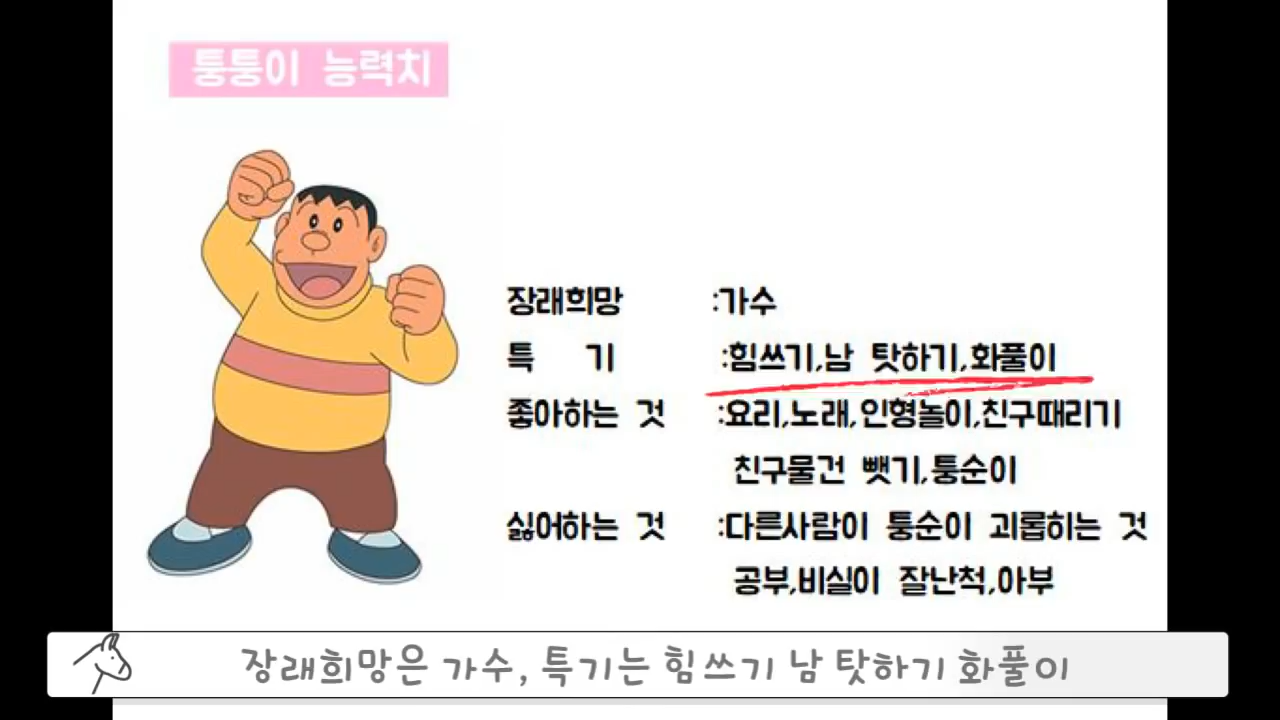 퉁퉁이 능력치
장래희망 :가수
특 기 :힘쓰기,남 탓하기,화풀이
좋아하는 것 :요리,노래,인형놀이,친구때리기
친구물건 뺏기,퉁순이
싫어하는 것 :다른사람이 퉁순이 괴롭히는 것
공부,비실이 잘난척,아부
장래희망은 가수, 특기는 힘쓰기 남 탓하기 화풀이